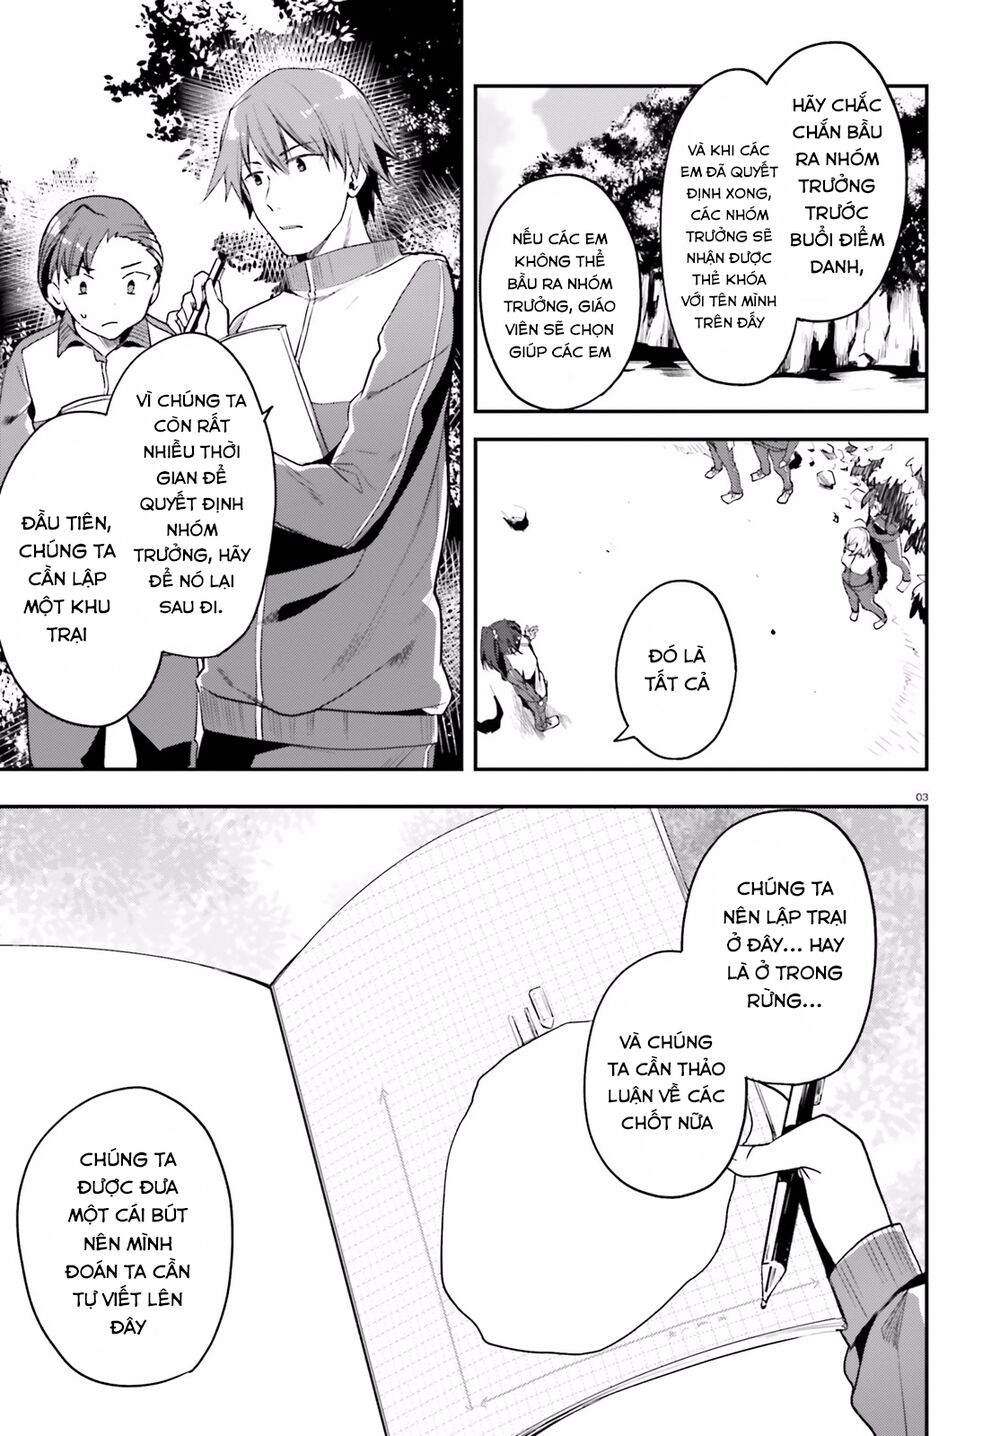 HÃY CHẮC
CHẮN BẦU
RA NHÓM
TRƯỞNG
TRƯỚC
BUỔI ĐIỂM
DANH,
VÀ KHI CÁC
EM ĐÃ QUYẾT
ĐỊNH XONG,
CÁC NHÓM
TRƯỞNG SẼ
NHẬN ĐƯỢC
THẺ KHÓA
VỚI TÊN MÌNH
TRÊN ĐẤY
NẾU CÁC EM
KHÔNG THỂ
BẦU RA NHÓM
TRƯỞNG, GIÁO
VIÊN SẼ CHỌN
GIÚP CÁC EM
ĐÓ LÀ
TẤT CẢ
VÌ CHÚNG TA
CÒN RẤT
NHIỀU THỜI
GIAN ĐỂ
QUYẾT ĐỊNH
NHÓM
TRƯỞNG, HÃY
ĐỂ NÓ LẠI
SAU ĐI.
ĐẦU TIÊN,
CHÚNG TA
CẦN LẬP
MỘT KHU
TRẠI
03
CHÚNG TA
NÊN LẬP TRẠI
Ở ĐÂY... HAY
LÀ Ở TRONG
RỪNG...
VÀ CHÚNG
TA CẦN THẢO
LUẬN VỀ CÁC
CHỐT NỮA
CHÚNG TA
ĐƯỢC ĐƯA
MỘT CÁI BÚT
NÊN MÌNH
ĐOÁN TA CẦN
TỰ VIẾT LÊN
ĐÂY